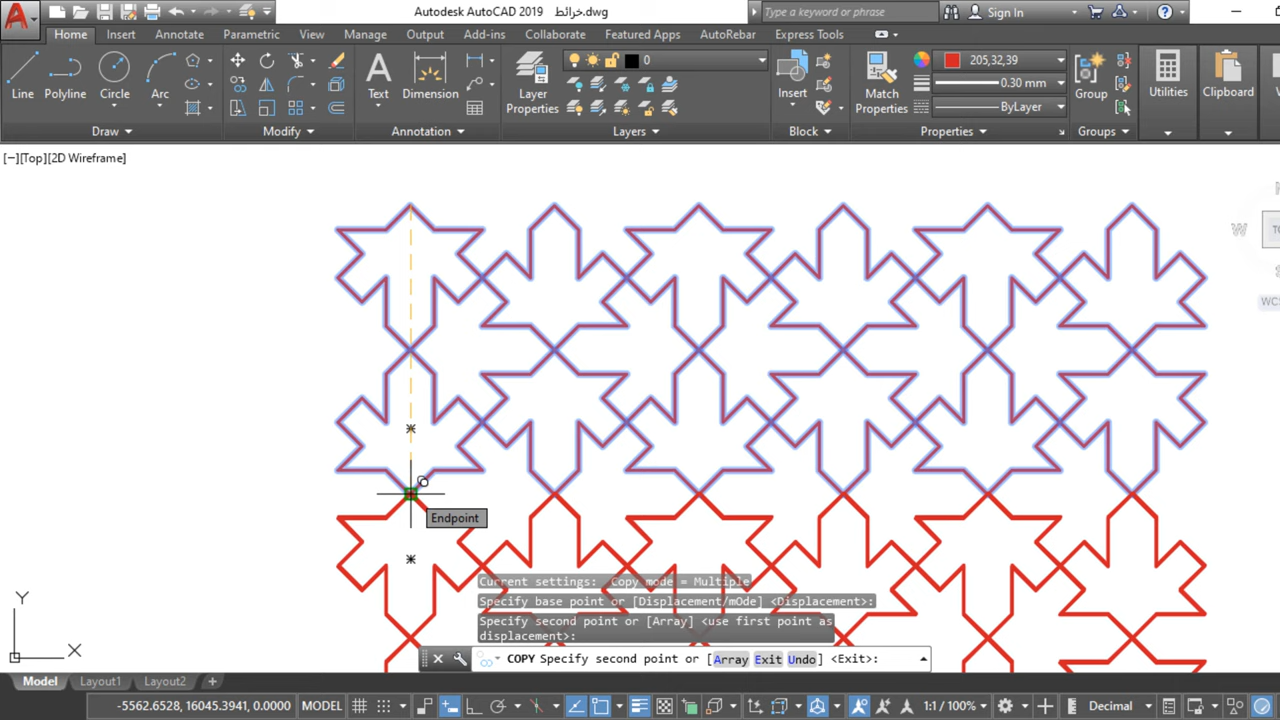 Autodesk AutoCAD 2019 خرائط.dwg
Type a keyword or phrase
Sign In
Home Insert Annotate Parametric View Manage Output Add-ins Collaborate Featured Apps AutoRebar Express Tools
Line Polyline Circle Arc
Text Dimension
Layer Properties
0
Insert
Match Properties
205,32,39
0.30 mm
ByLayer
Group
Utilities
Clipboard
Draw Modify Annotation Layers Block Properties Groups
[−][Top][2D Wireframe]
W
Endpoint
Current settings: Copy mode = Multiple
Specify base point or [Displacement/mOde] <Displacement>:
Specify second point or [Array] <use first point as
displacement>:
COPY Specify second point or [Array Exit Undo] <Exit>:
Y
X
Model Layout1 Layout2 +
-5562.6528, 16045.3941, 0.0000 MODEL 1:1 / 100% Decimal